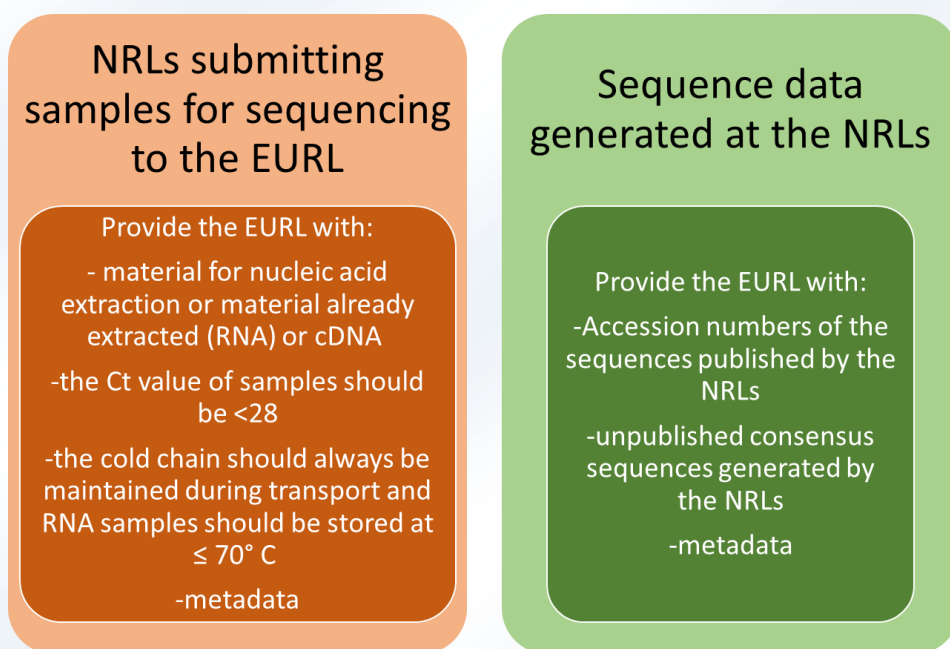 NRLs submitting
samples for sequencing
to the EURL
Provide the EURL with:
- material for nucleic acid
extraction or material already
extracted (RNA) or cDNA
-the Ct value of samples should
be <28
-the cold chain should always be
maintained during transport and
RNA samples should be stored at
≤ 70° C
-metadata
Sequence data
generated at the NRLs
Provide the EURL with:
-Accession numbers of the
sequences published by the
NRLs
-unpublished consensus
sequences generated by
the NRLs
-metadata